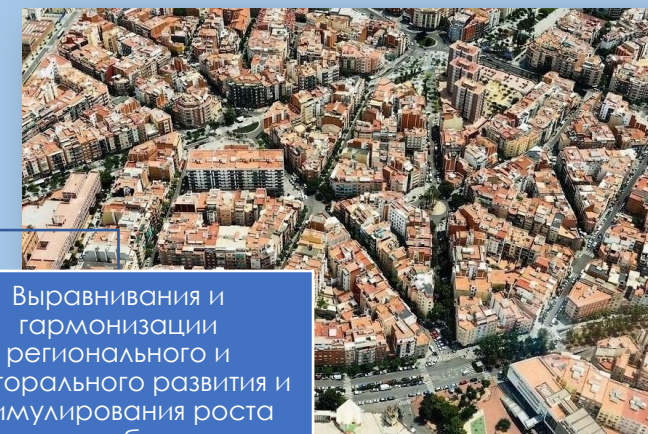 Выравнивания и
гармонизации
регионального и
развития и
роста